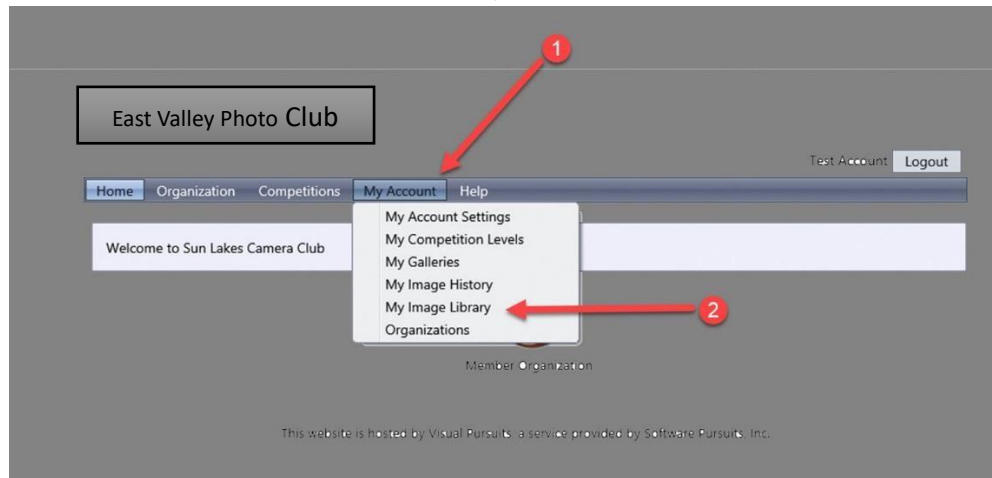 1
East Valley Photo Club
Test Account Logout
Home Organization Competitions My Account Help
My Account Settings
Welcome to Sun Lakes Camera Club
My Competition Levels
My Galleries
My Image History
My Image Library
2
Organizations
Member Organization
This website is hosted by Visual Pursuits, a service provided by Software Pursuits, Inc.